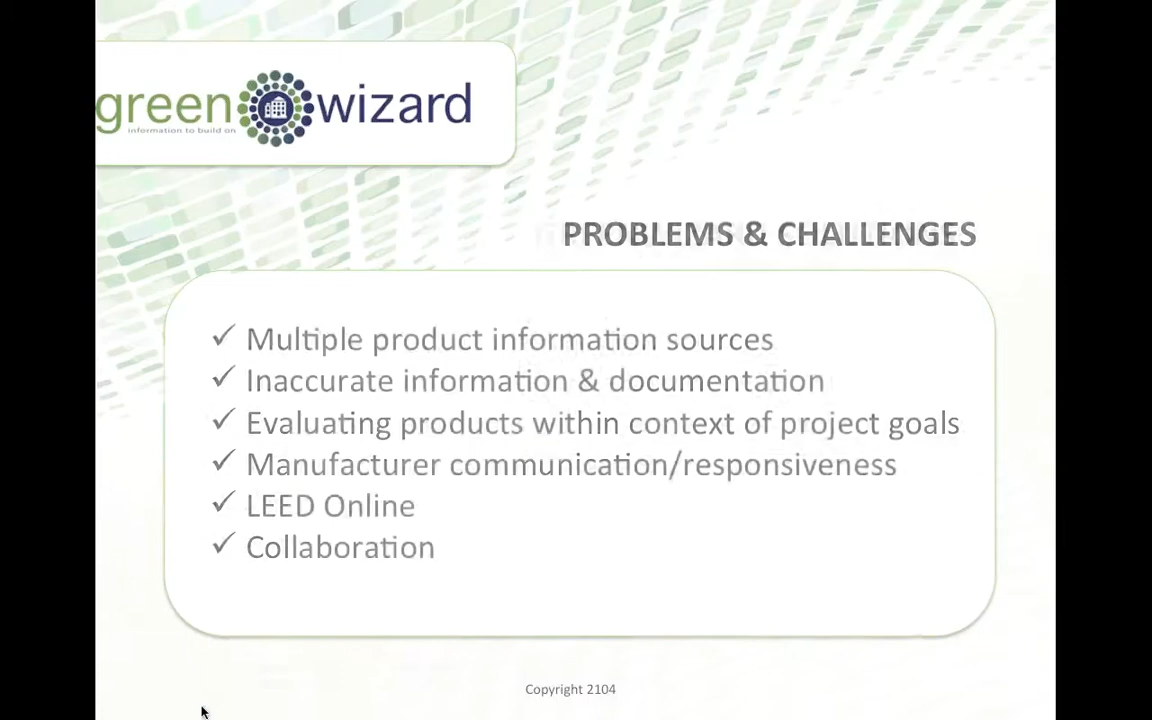 green wizard
information to build on
PROBLEMS & CHALLENGES
✓ Multiple product information sources
✓ Inaccurate information & documentation
✓ Evaluating products within context of project goals
✓ Manufacturer communication/responsiveness
✓ LEED Online
✓ Collaboration
Copyright 2104